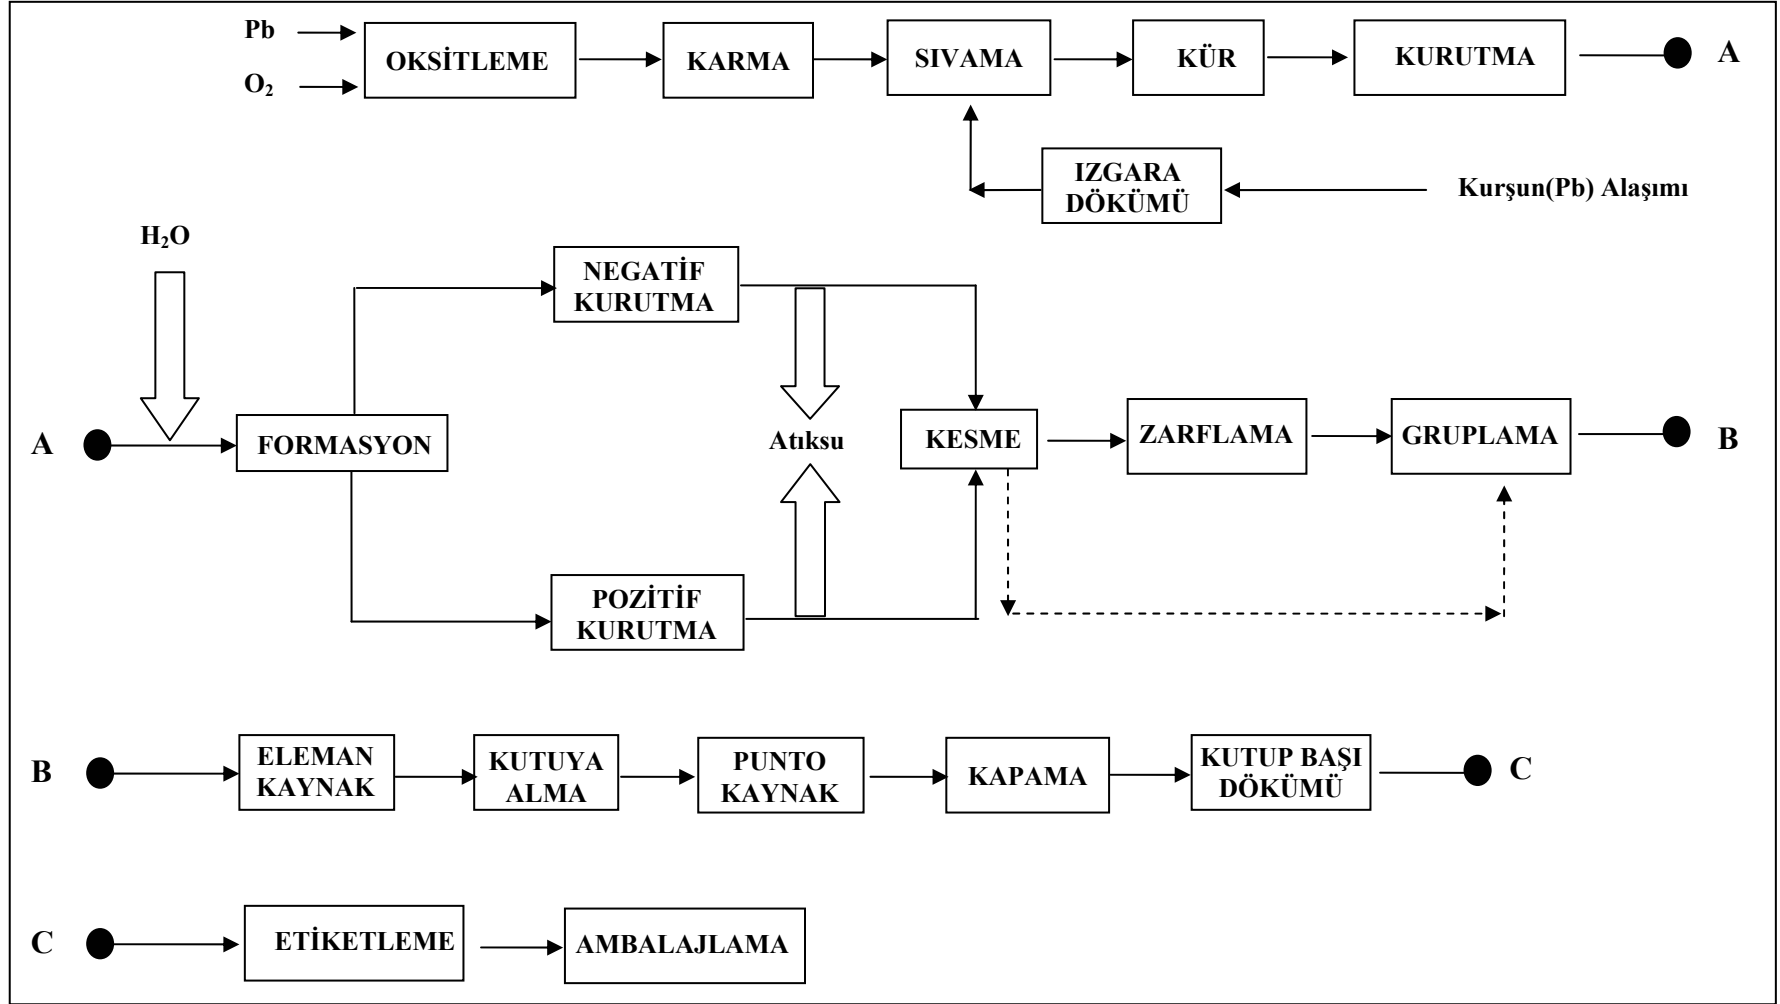 Pb
O₂
OKSİTLEME
KARMA
SIVAMA
KÜR
KURUTMA
A
IZGARA
DÖKÜMÜ
Kurşun(Pb) Alaşımı
H₂O
NEGATİF
KURUTMA
A
FORMASYON
Atıksu
KESME
ZARFLAMA
GRUPLAMA
B
POZİTİF
KURUTMA
B
ELEMAN
KAYNAK
KUTUYA
ALMA
PUNTO
KAYNAK
KAPAMA
KUTUP BAŞI
DÖKÜMÜ
C
C
ETİKETLEME
AMBALAJLAMA